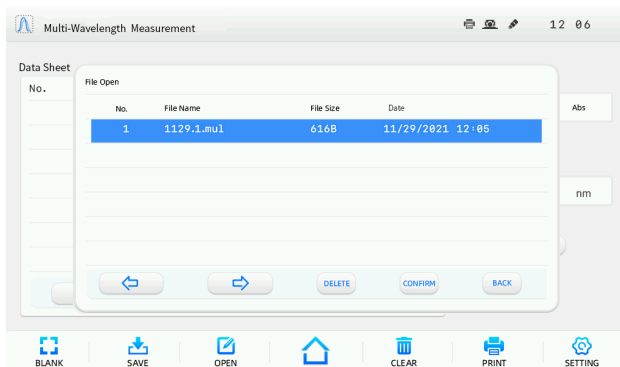 Multi-Wavelength Measurement
12 06
Data Sheet
No.
File Open
No. File Name File Size Date
Abs
1 1129.1.mul 616B 11/29/2021 12:05
nm
DELETE CONFIRM BACK
BLANK SAVE OPEN CLEAR PRINT SETTING